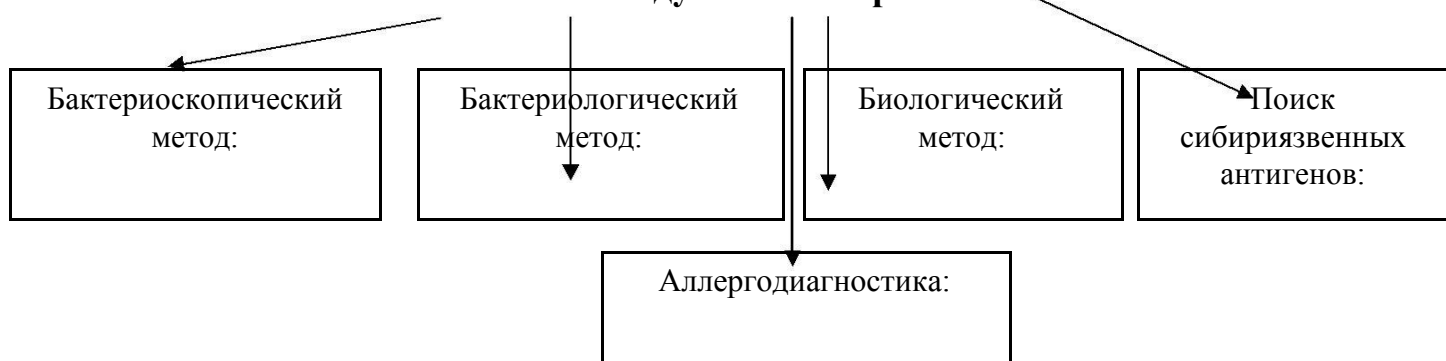 Бактериоскопический
метод:
Бактериологический
метод:
Биологический
метод:
Поиск
сибириязвенных
антигенов:
Аллергодиагностика: